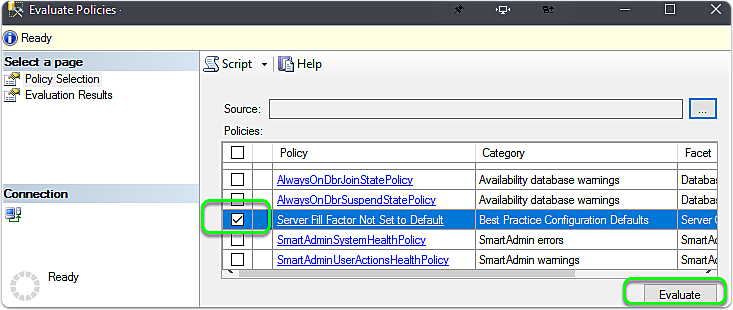 Evaluate Policies -
Ready
Select a page
Policy Selection
Evaluation Results
Script Help
Source:
...
Policies:
Policy Category Facet
AlwaysOnDbrJoinStatePolicy Availability database warnings Databas
AlwaysOnDbrSuspendStatePolicy Availability database warnings Databas
Server Fill Factor Not Set to Default Best Practice Configuration Defaults Server C
SmartAdminSystemHealthPolicy SmartAdmin errors SmartAc
SmartAdminUserActionsHealthPolicy SmartAdmin warnings SmartAc
Connection
Ready
Evaluate